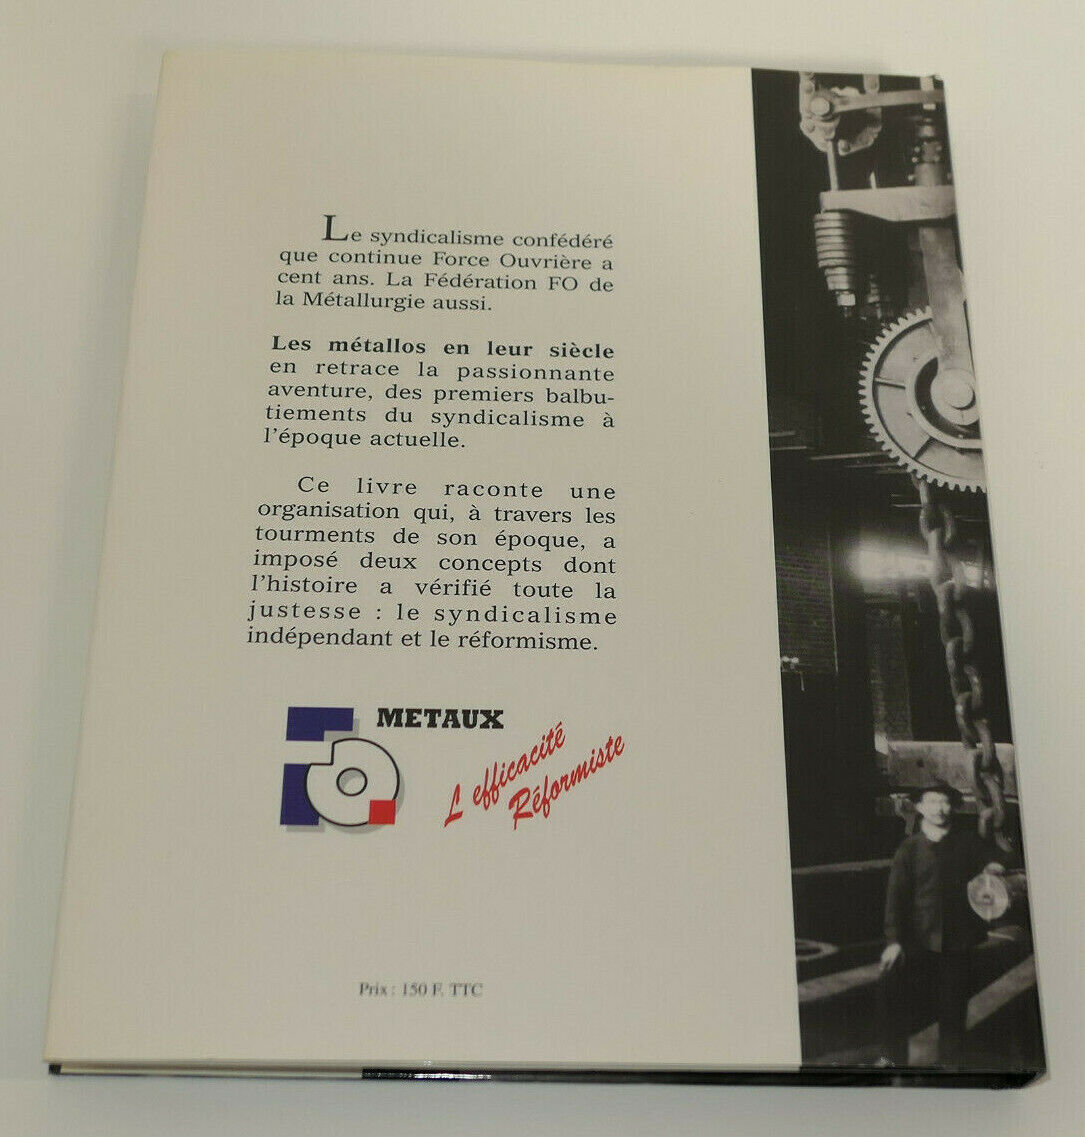 Le syndicalisme confédéré
que continue Force Ouvrière a
cent ans. La Fédération FO de
la Métallurgie aussi.
Les métallos en leur siècle
en retrace la passionnante
aventure, des premiers balbu-
tiements du syndicalisme à
l'époque actuelle.
Ce livre raconte une
organisation qui, à travers les
tourments de son époque, a
imposé deux concepts dont
l'histoire a vérifié toute la
justesse : le syndicalisme
indépendant et le réformisme.
FO METAUX
L efficacité
Réformiste
Prix : 150 F. TTC